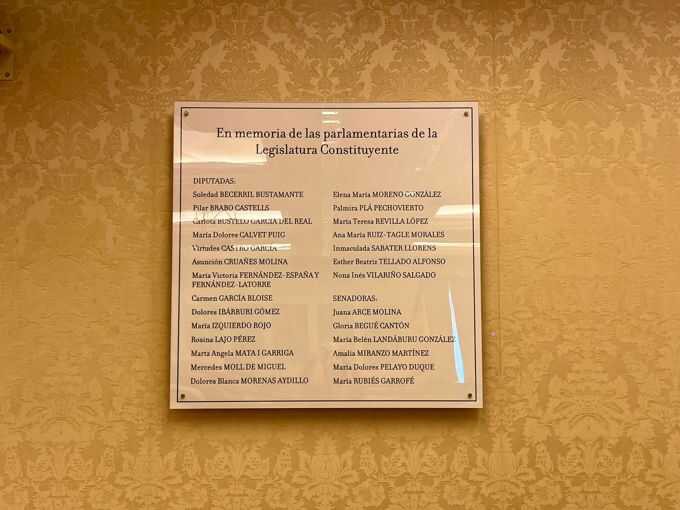 En memoria de las parlamentarias de la
Legislatura Constituyente
DIPUTADAS:
Soledad BECERRIL BUSTAMANTE
Pilar BRABO CASTELLS
Carlota BUSTELO GARCÍA DEL REAL
María Dolores CALVET PUIG
Virtudes CASTRO GARCÍA
Asunción CRUAÑES MOLINA
María Victoria FERNÁNDEZ-ESPAÑA Y
FERNÁNDEZ-LATORRE
Carmen GARCÍA BLOISE
Dolores IBÁRRURI GÓMEZ
María IZQUIERDO ROJO
Rosina LAJO PÉREZ
Marta Angela MATA I GARRIGA
Mercedes MOLL DE MIGUEL
Dolores Blanca MORENAS AYDILLO
Elena María MORENO GONZÁLEZ
Palmira PLÁ PECHOVIERTO
María Teresa REVILLA LÓPEZ
Ana María RUIZ-TAGLE MORALES
Inmaculada SABATER LLORENS
Esther Beatriz TELLADO ALFONSO
Nona Inés VILARIÑO SALGADO
SENADORAS:
Juana ARCE MOLINA
Gloria BEGUÉ CANTÓN
María Belén LANDÁBURU GONZÁLEZ
Amalia MIRANZO MARTÍNEZ
María Dolores PELAYO DUQUE
María RUBIÉS GARROFÉ